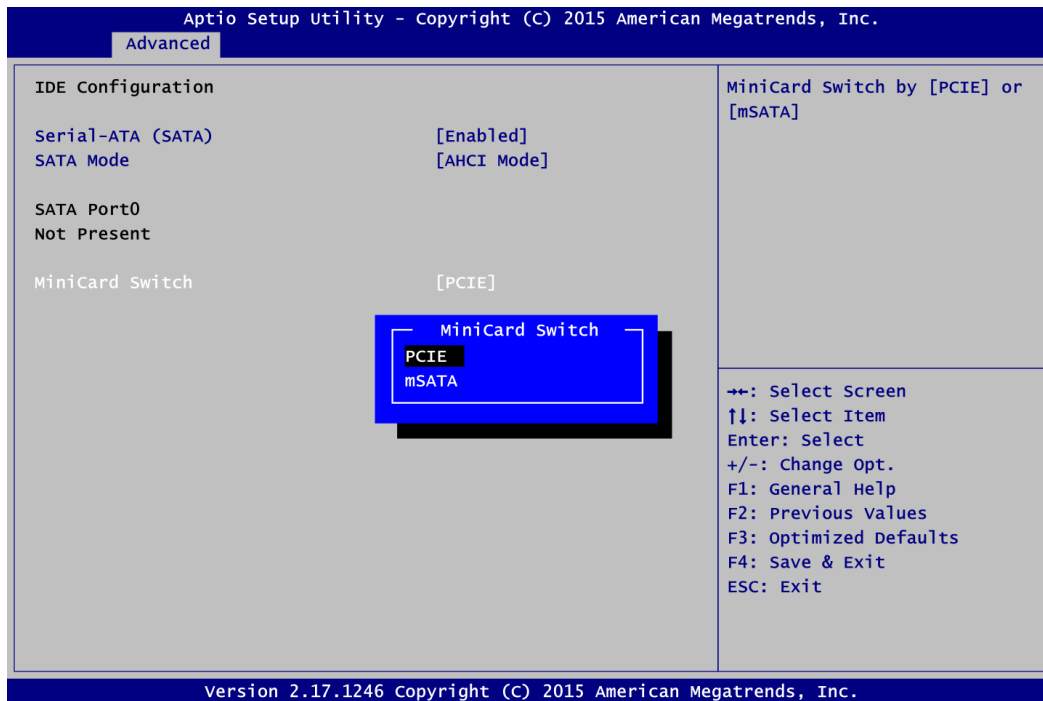 Aptio Setup Utility – Copyright (C) 2015 American Megatrends, Inc.
Advanced
IDE Configuration
Serial-ATA (SATA) [Enabled]
SATA Mode [AHCI Mode]
SATA Port0
Not Present
MiniCard Switch [PCIE]
MiniCard Switch
PCIE
mSATA
MiniCard Switch by [PCIE] or
[mSATA]
→←: Select Screen
↑↓: Select Item
Enter: Select
+/-: Change Opt.
F1: General Help
F2: Previous Values
F3: Optimized Defaults
F4: Save & Exit
ESC: Exit
Version 2.17.1246 Copyright (C) 2015 American Megatrends, Inc.